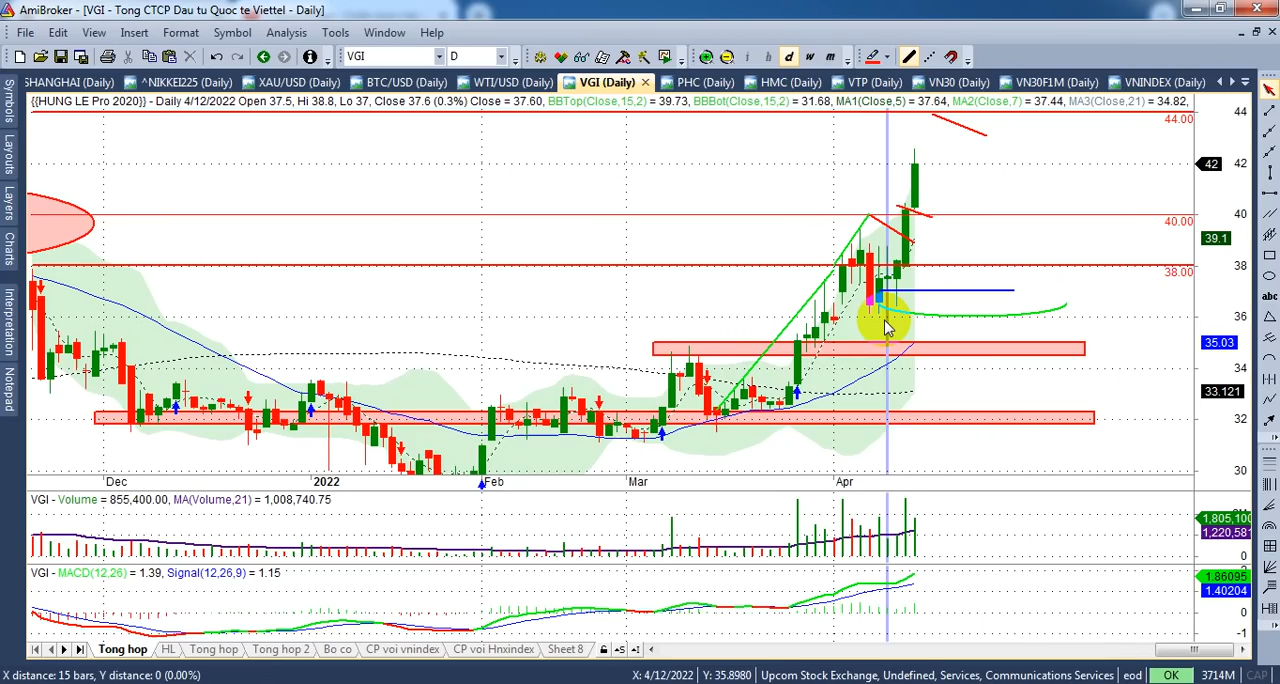 AmiBroker - [VGI - Tong CTCP Dau tu Quoc te Viettel - Daily]
File Edit View Insert Format Symbol Analysis Tools Window Help
VGI D i h d w m
SHANGHAI (Daily) ^NIKKEI225 (Daily) XAU/USD (Daily) BTC/USD (Daily) WTI/USD (Daily) VGI (Daily) PHC (Daily) HMC (Daily) VTP (Daily) VN30 (Daily) VN30F1M (Daily) VNINDEX (Daily)
{{HUNG LE Pro 2020}} - Daily 4/12/2022 Open 37.5, Hi 38.8, Lo 37, Close 37.6 (0.3%) Close = 37.60, BBTop(Close,15,2) = 39.73, BBBot(Close,15,2) = 31.68, MA1(Close,5) = 37.64, MA2(Close,7) = 37.44, MA3(Close,21) = 34.82,
Symbols
Layouts
Layers
Charts
Interpretation
Notepad
abc
44
44.00
42 42
40
40.00
39.1
38
38.00
36
35.03
34
33.121
32
30
Dec 2022 Feb Mar Apr
VGI - Volume = 855,400.00, MA(Volume,21) = 1,008,740.75
1,805,100
1,220,581
0
VGI - MACD(12,26) = 1.39, Signal(12,26,9) = 1.15
1.86095
1.40204
0
-1
Tong hop HL Tong hop Tong hop 2 Bo co CP voi vnindex CP voi Hnxindex Sheet 8
X distance: 15 bars, Y distance: 0 (0.00%) X: 4/12/2022 Y: 35.8980 Upcom Stock Exchange, Undefined, Services, Communications Services eod OK 3714M CAP